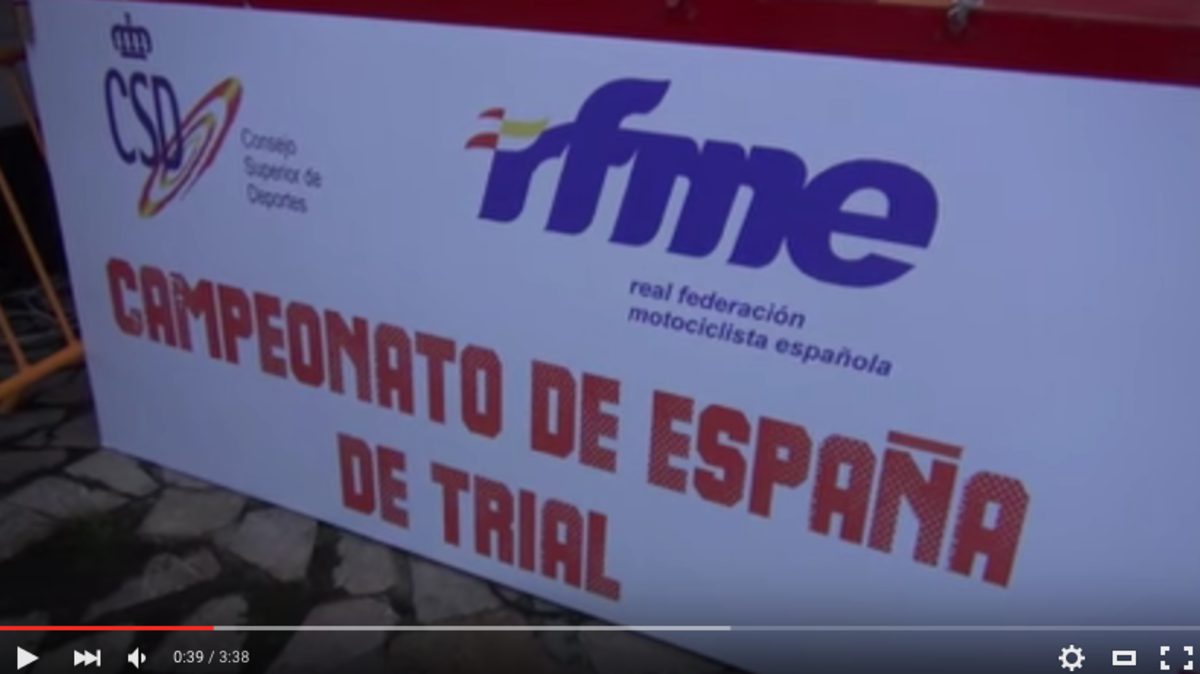 CSD
Consejo
Superior de
Deportes
rfme
real federación
motociclista española
CAMPEONATO DE ESPAÑA
DE TRIAL
0:39 / 3:38